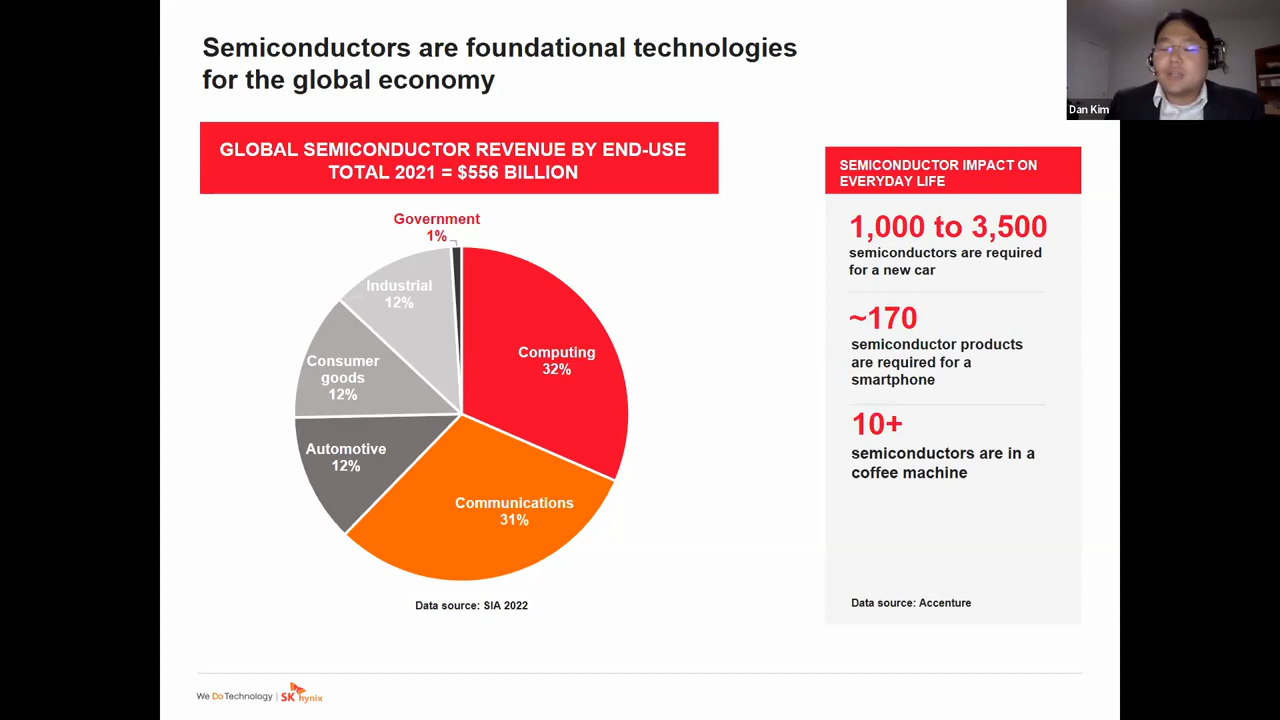 Semiconductors are foundational technologies
for the global economy
Dan Kim
GLOBAL SEMICONDUCTOR REVENUE BY END-USE
TOTAL 2021 = $556 BILLION
Government
1%
Industrial
12%
Consumer
goods
12%
Automotive
12%
Computing
32%
Communications
31%
Data source: SIA 2022
SEMICONDUCTOR IMPACT ON
EVERYDAY LIFE
1,000 to 3,500
semiconductors are required
for a new car
~170
semiconductor products
are required for a
smartphone
10+
semiconductors are in a
coffee machine
Data source: Accenture
We Do Technology | SK hynix